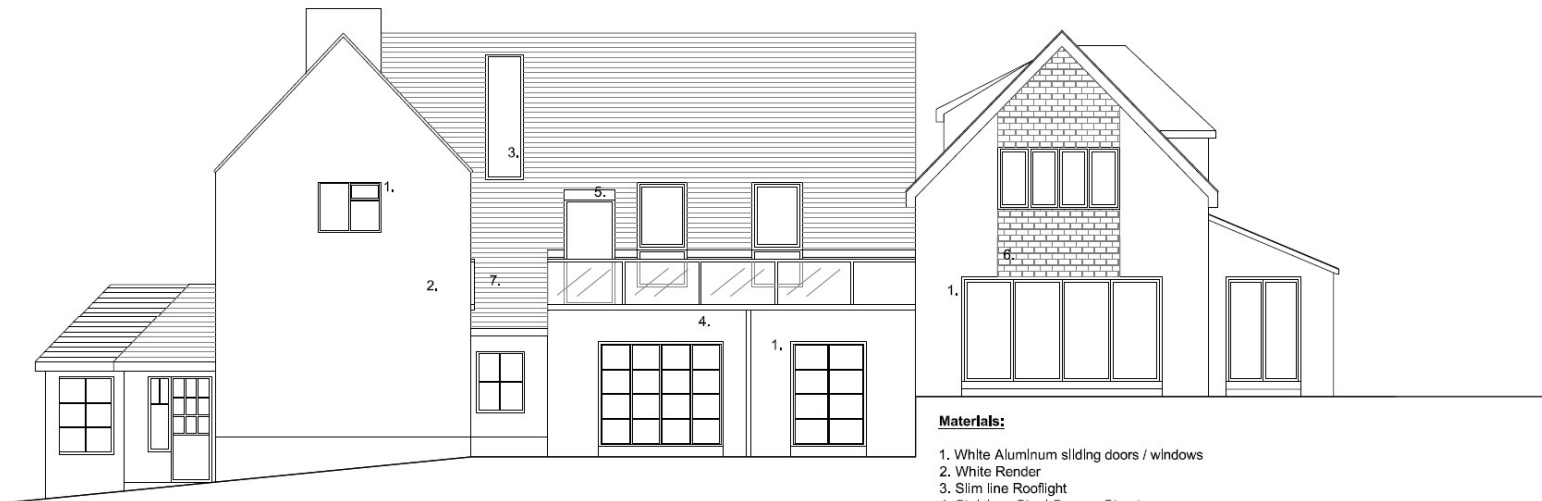 3.
1.
5.
7.
2.
6.
1.
4.
1.
Materials:
1. White Aluminum sliding doors / windows
2. White Render
3. Slim line Rooflight